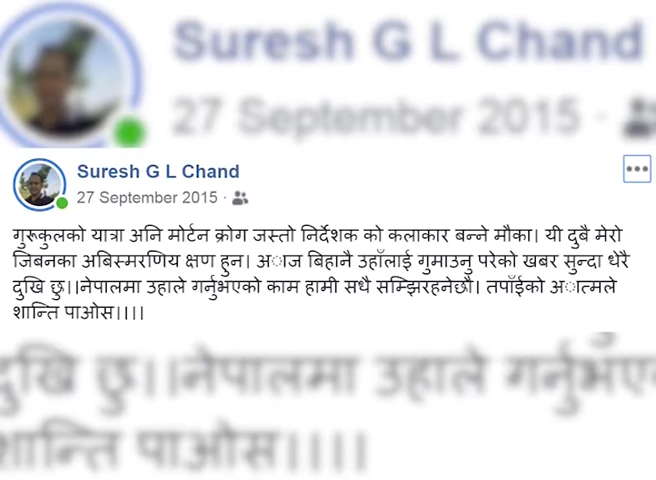 Suresh G L Chand
27 September 2015 ·
Suresh G L Chand
27 September 2015 ·
गुरूकुलको यात्रा अनि मोर्टन क्रोग जस्तो निर्देशक को कलाकार बन्ने मौका। यी दुबै मेरो
जिबनका अबिस्मरणिय क्षण हुन। अाज बिहानै उहाँलाई गुमाउनु परेको खबर सुन्दा धेरै
दुखि छु।।नेपालमा उहाले गर्नुभएको काम हामी सधै सम्झिरहनेछौ। तपाँईको अात्मले
शान्ति पाओस।।।।
दुखि छु।।नेपालमा उहाले गर्नुभए
शान्ति पाओस।।।।